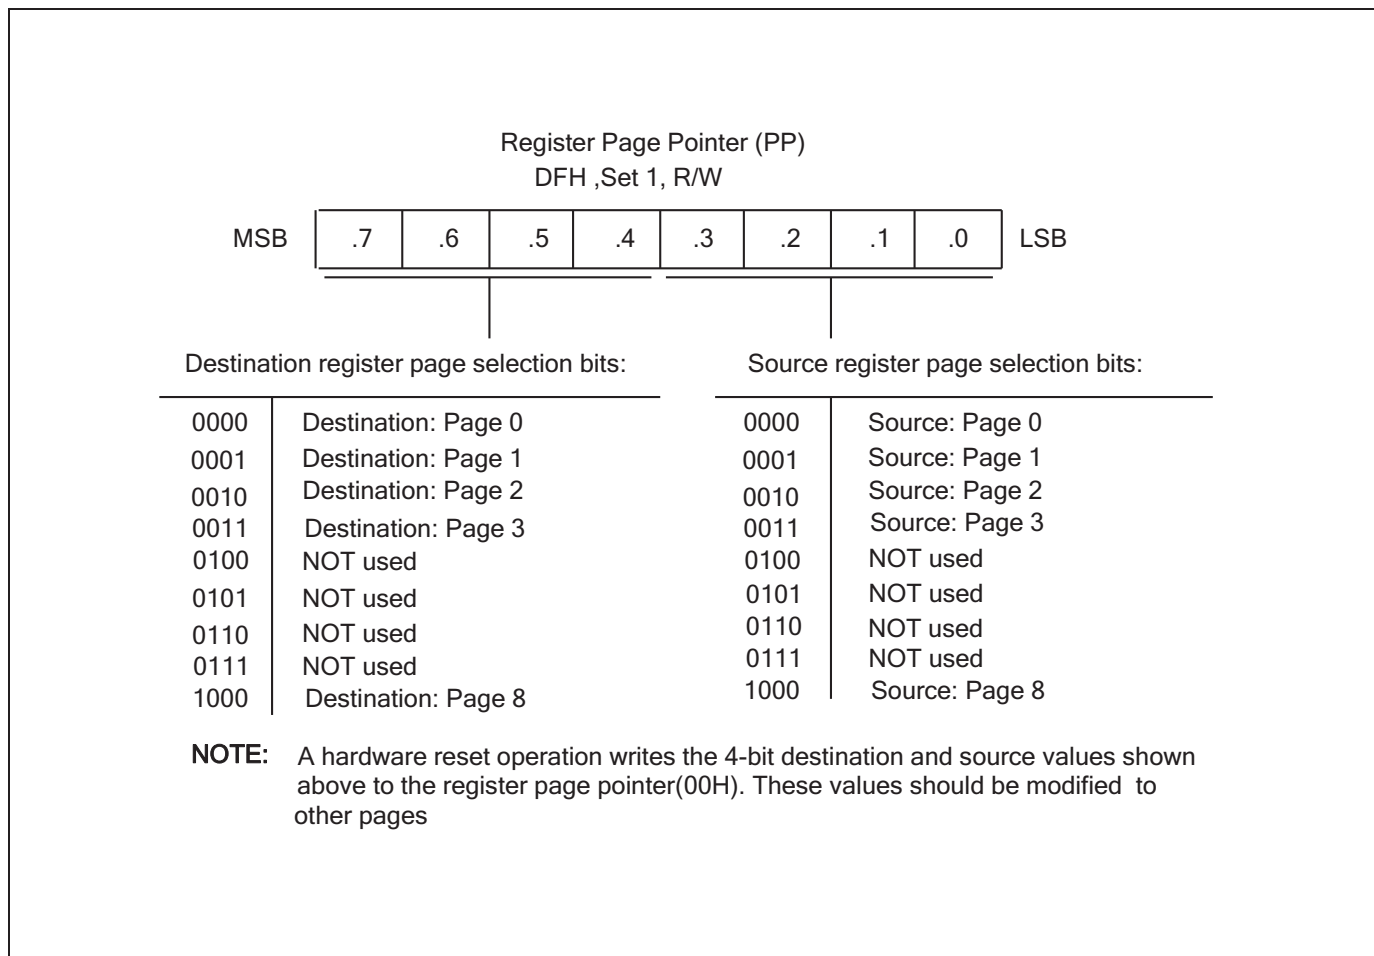 Register Page Pointer (PP)
DFH ,Set 1, R/W
MSB .7 .6 .5 .4 .3 .2 .1 .0 LSB
Destination register page selection bits:
0000 Destination: Page 0
0001 Destination: Page 1
0010 Destination: Page 2
0011 Destination: Page 3
0100 NOT used
0101 NOT used
0110 NOT used
0111 NOT used
1000 Destination: Page 8
Source register page selection bits:
0000 Source: Page 0
0001 Source: Page 1
0010 Source: Page 2
0011 Source: Page 3
0100 NOT used
0101 NOT used
0110 NOT used
0111 NOT used
1000 Source: Page 8
NOTE: A hardware reset operation writes the 4-bit destination and source values shown
above to the register page pointer(00H). These values should be modified to
other pages